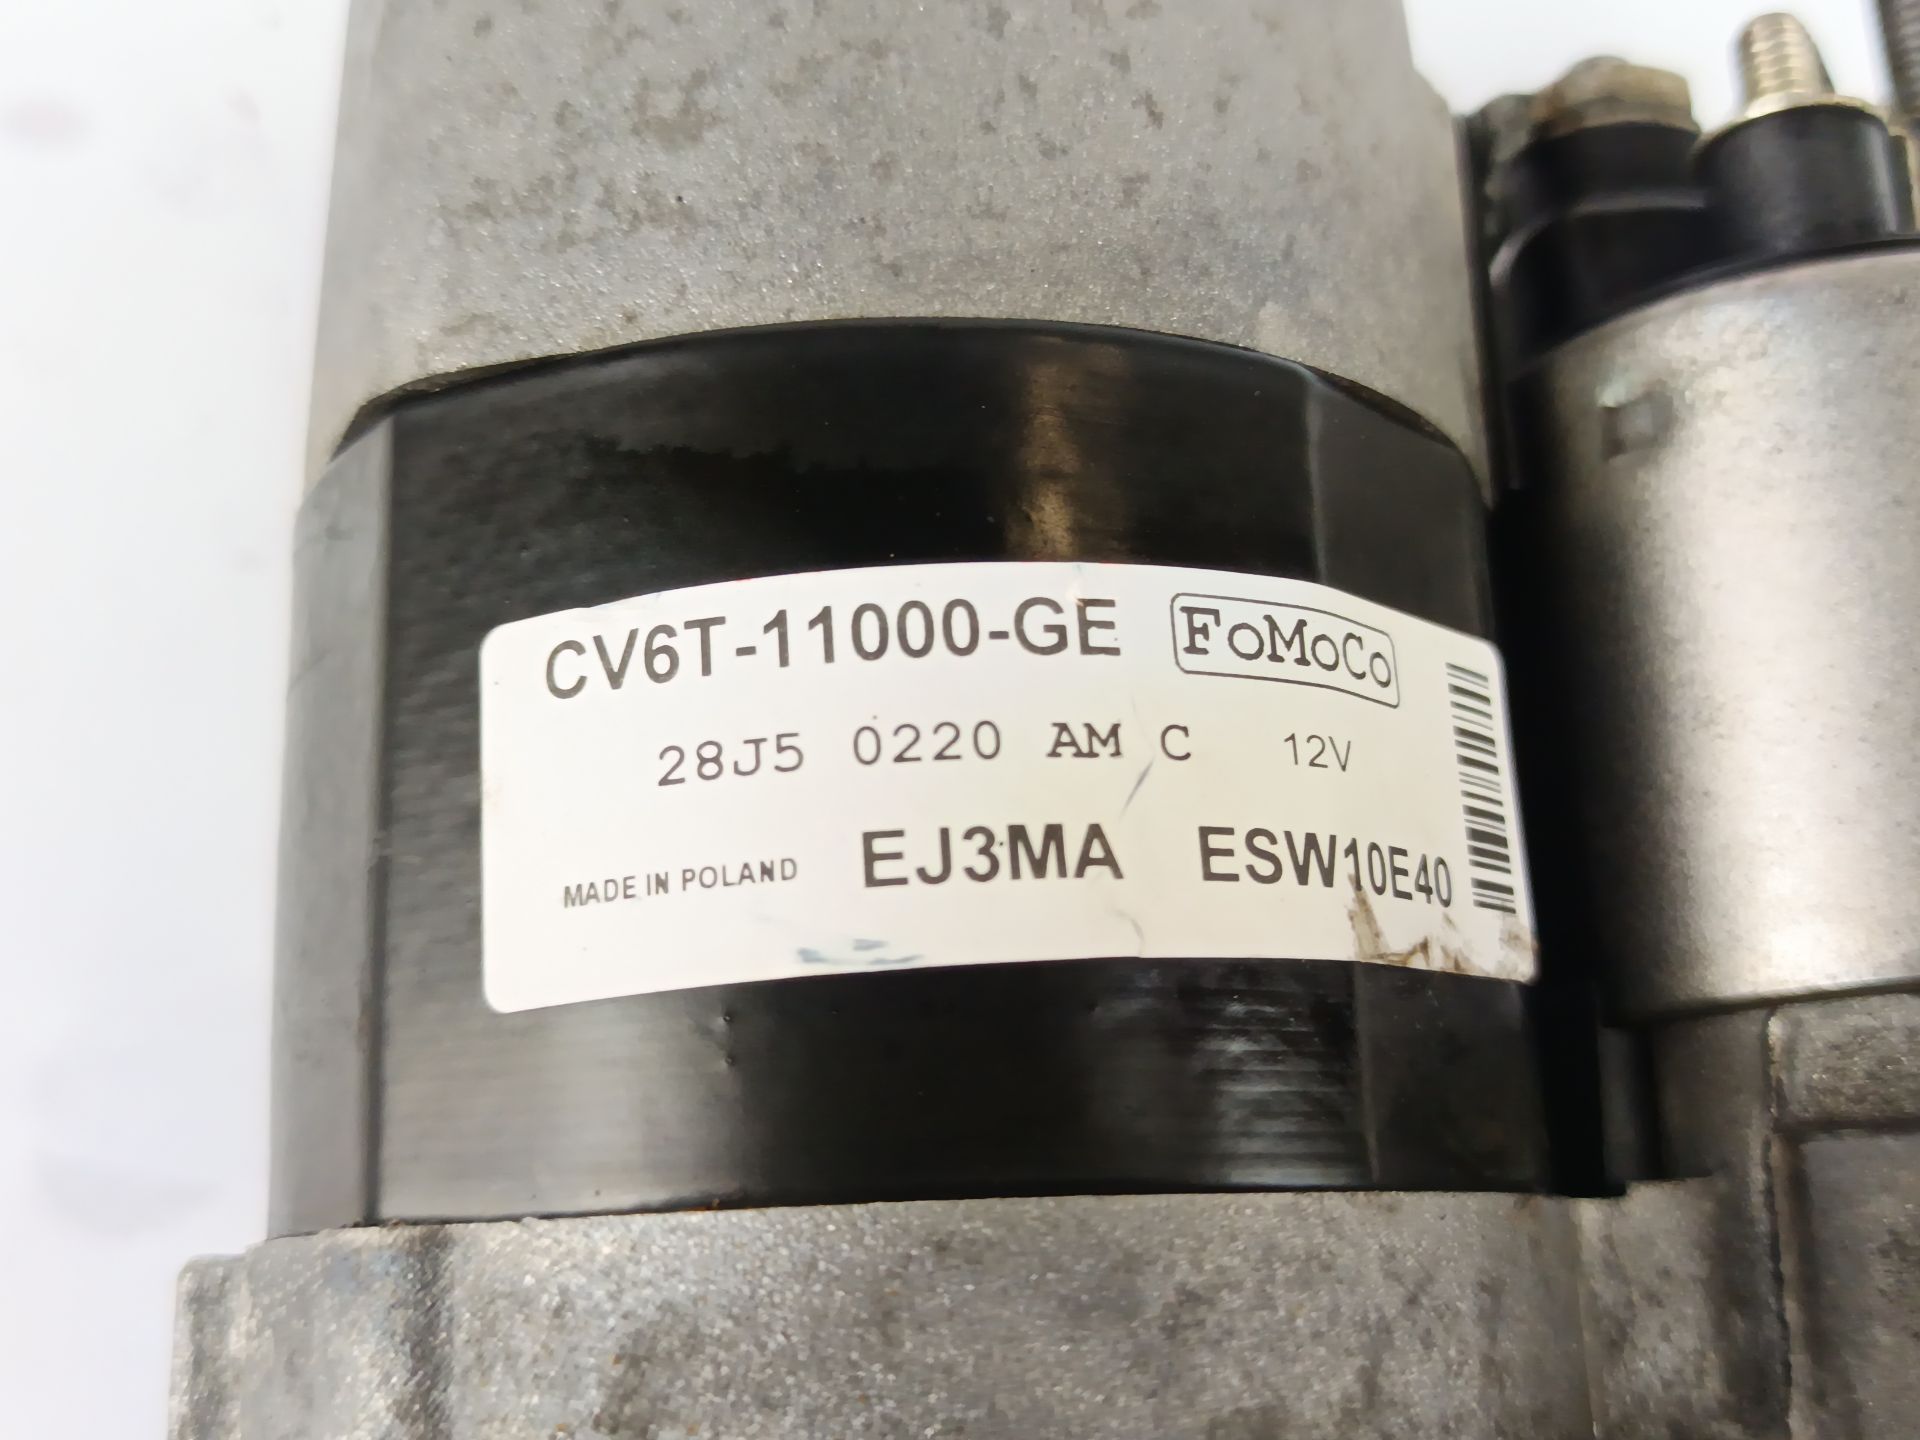 CV6T-11000-GE FoMoCo
28J5 0220 AM C 12V
MADE IN POLAND EJ3MA ESW10E40